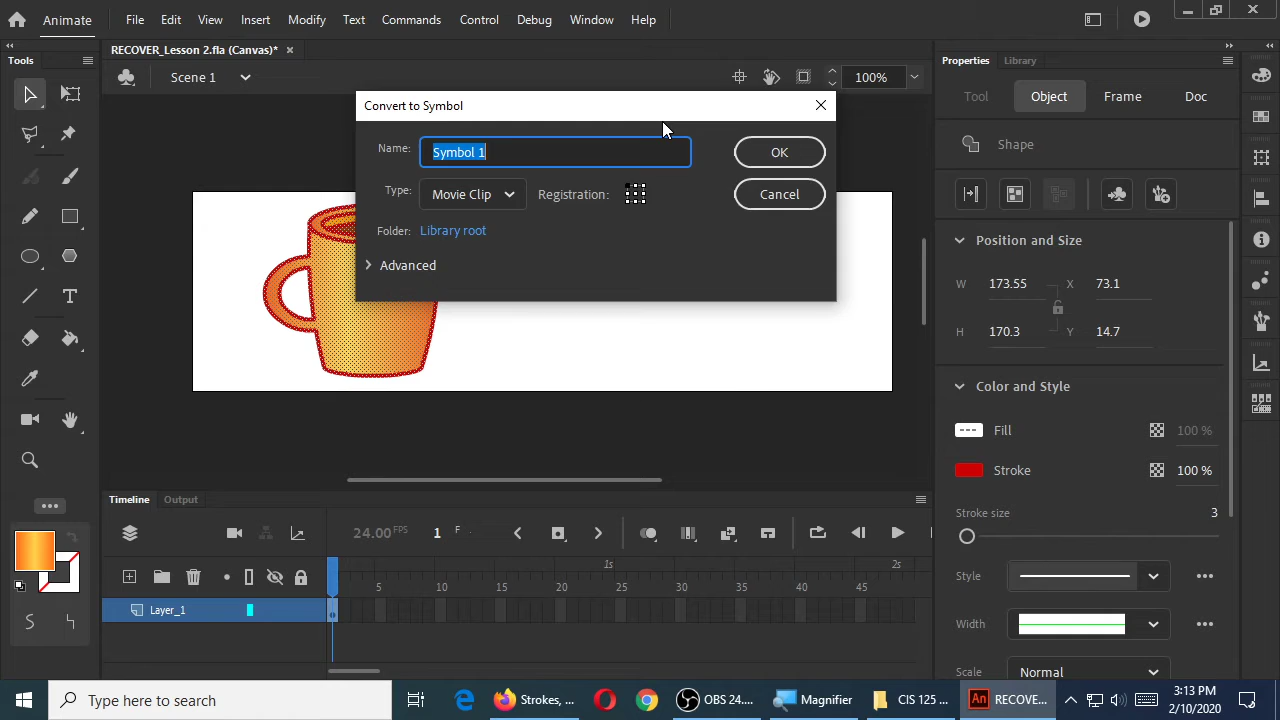 Animate File Edit View Insert Modify Text Commands Control Debug Window Help
RECOVER_Lesson 2.fla (Canvas)* ×
Tools
Scene 1
100%
Properties Library
Tool Object Frame Doc
Shape
Convert to Symbol
Name: Symbol 1
OK
Type: Movie Clip
Registration:
Cancel
Folder: Library root
Advanced
Position and Size
W 173.55 X 73.1
H 170.3 Y 14.7
Color and Style
Fill 100 %
Stroke 100 %
Stroke size 3
Style
Width
Scale Normal
Timeline Output
24.00 FPS 1 F
1s 2s
5 10 15 20 25 30 35 40 45
Layer_1
Type here to search
Strokes, ...
OBS 24....
Magnifier
CIS 125 ...
An RECOVE...
3:13 PM
2/10/2020